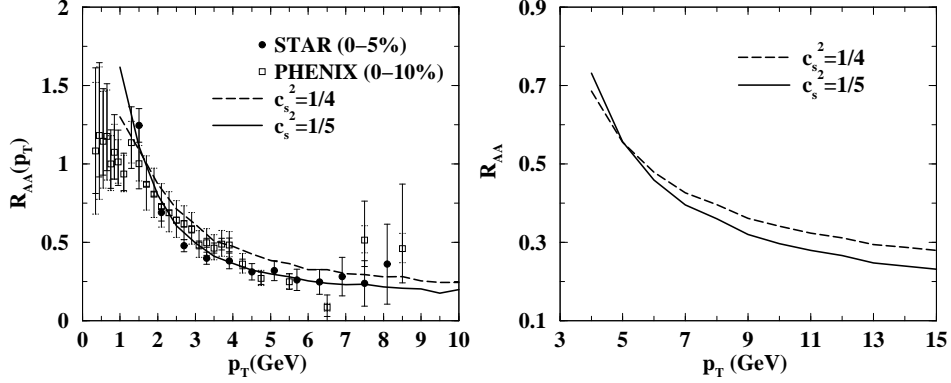 2
1.5
1
0.5
0
R_AA(p_T)
STAR (0−5%)
PHENIX (0−10%)
c_s^2=1/4
c_s^2=1/5
0 1 2 3 4 5 6 7 8 9 10
p_T(GeV)
0.9
0.7
0.5
0.3
0.1
R_AA
c_s^2=1/4
c_s^2=1/5
3 5 7 9 11 13 15
p_T (GeV)